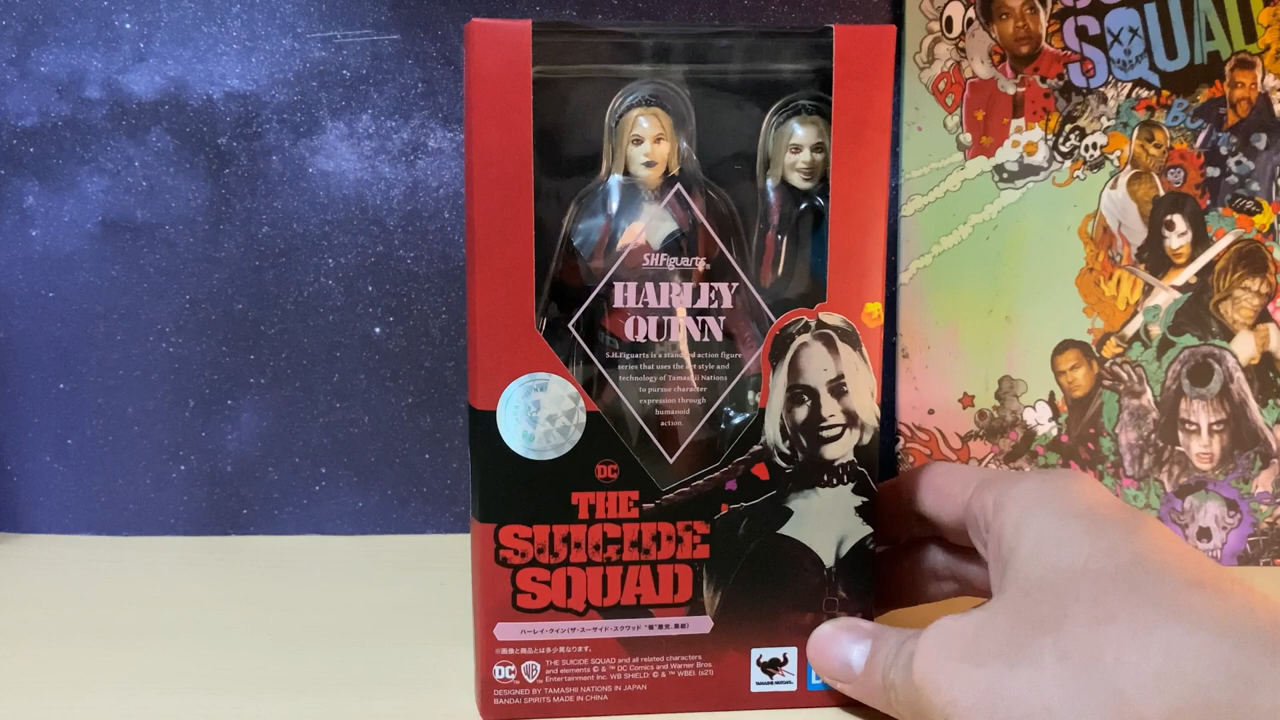 S.H.Figuarts
HARLEY
QUINN
S.H.Figuarts is a standard action figure
series that uses the art style and
technology of Tamashii Nations
to pursue character
expression through
humanoid
action.
DC
THE
SUICIDE
SQUAD
ハーレイ・クイン(ザ・スーサイド・スクワッド "極"悪党、集結)
※画像と商品とは多少異なります。
DC WB THE SUICIDE SQUAD and all related characters
and elements © & ™ DC Comics and Warner Bros.
Entertainment Inc. WB SHIELD: © & ™ WBEI. (s21)
DESIGNED BY TAMASHII NATIONS IN JAPAN
BANDAI SPIRITS MADE IN CHINA
TAMASHII NATIONS
SQUAD